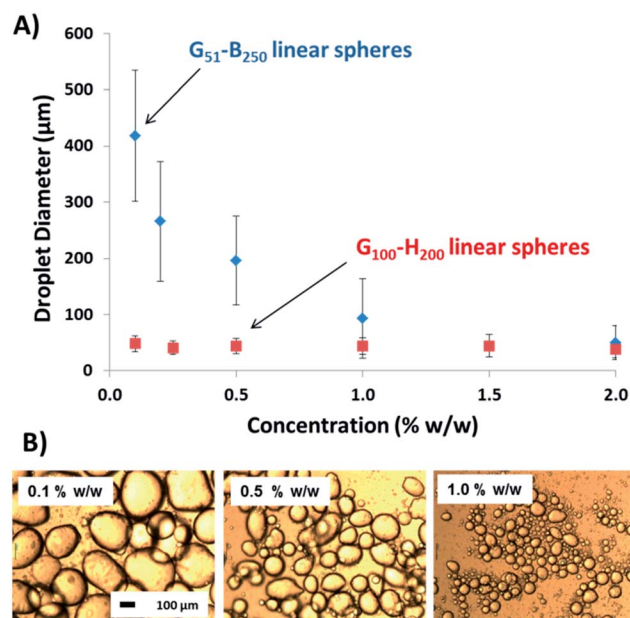 A)
600
500
400
300
200
100
0
Droplet Diameter (µm)
G₅₁-B₂₅₀ linear spheres
G₁₀₀-H₂₀₀ linear spheres
0.0 0.5 1.0 1.5 2.0
Concentration (% w/w)
B)
0.1 % w/w
0.5 % w/w
1.0 % w/w
100 µm